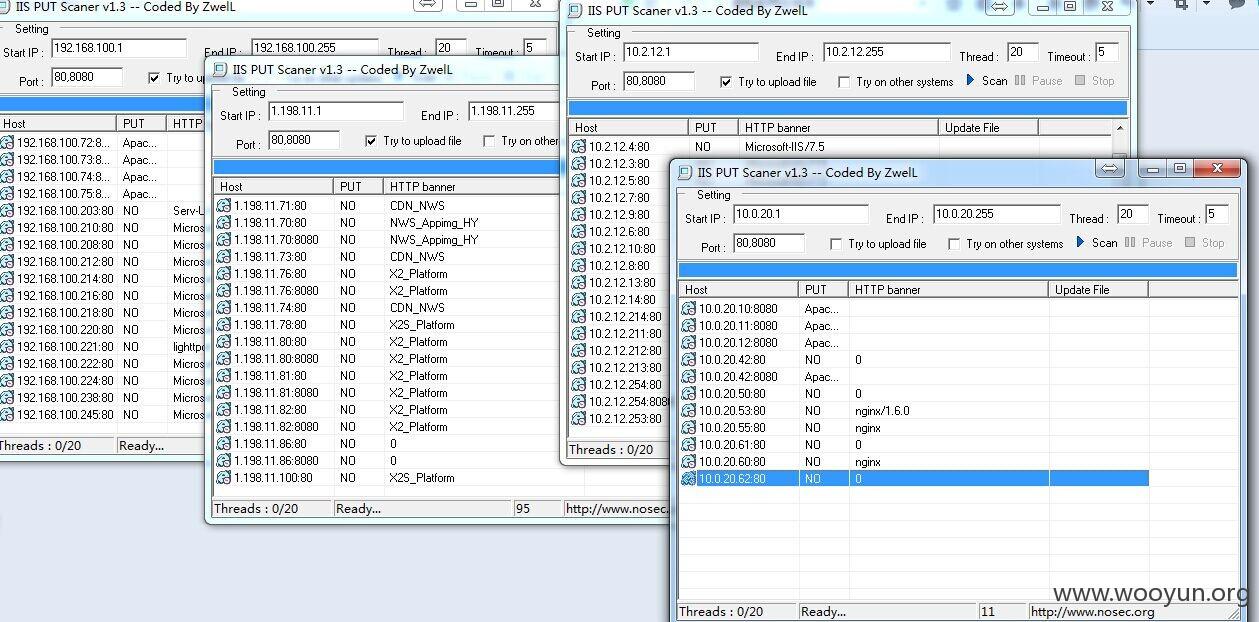 IIS PUT Scaner v1.3 -- Coded By ZwelL
Setting
Start IP : 192.168.100.1 End IP : 192.168.100.255 Thread : 20 Timeout : 5
Port : 80,8080 Try to
Host PUT HTTP
192.168.100.72:8... Apac...
192.168.100.73:8... Apac...
192.168.100.74:8... Apac...
192.168.100.75:8... Apac...
192.168.100.203:80 NO Serv-
192.168.100.210:80 NO Micros
192.168.100.208:80 NO Micros
192.168.100.212:80 NO Micros
192.168.100.214:80 NO Micros
192.168.100.216:80 NO Micros
192.168.100.218:80 NO Micros
192.168.100.220:80 NO Micros
192.168.100.221:80 NO lighttp
192.168.100.222:80 NO Micros
192.168.100.224:80 NO Micros
192.168.100.238:80 NO Micros
192.168.100.245:80 NO Micros
Threads : 0/20 Ready...
IIS PUT Scaner v1.3 -- Coded By ZwelL
Setting
Start IP : 1.198.11.1 End IP : 1.198.11.255
Port : 80,8080 Try to upload file Try on other
Host PUT HTTP banner
1.198.11.71:80 NO CDN_NWS
1.198.11.70:80 NO NWS_Appimg_HY
1.198.11.70:8080 NO NWS_Appimg_HY
1.198.11.73:80 NO CDN_NWS
1.198.11.76:80 NO X2_Platform
1.198.11.76:8080 NO X2_Platform
1.198.11.74:80 NO CDN_NWS
1.198.11.78:80 NO X2S_Platform
1.198.11.80:80 NO X2_Platform
1.198.11.80:8080 NO X2_Platform
1.198.11.81:80 NO X2_Platform
1.198.11.81:8080 NO X2_Platform
1.198.11.82:80 NO X2_Platform
1.198.11.82:8080 NO X2_Platform
1.198.11.86:80 NO 0
1.198.11.86:8080 NO 0
1.198.11.100:80 NO X2S_Platform
Threads : 0/20 Ready... 95 http://www.nosec.
IIS PUT Scaner v1.3 -- Coded By ZwelL
Setting
Start IP : 10.2.12.1 End IP : 10.2.12.255 Thread : 20 Timeout : 5
Port : 80,8080 Try to upload file Try on other systems Scan Pause Stop
Host PUT HTTP banner Update File
10.2.12.4:80 NO Microsoft-IIS/7.5
10.2.12.3:80
10.2.12.5:80
10.2.12.7:80
10.2.12.9:80
10.2.12.6:80
10.2.12.10:80
10.2.12.8:80
10.2.12.13:80
10.2.12.14:80
10.2.12.214:80
10.2.12.211:80
10.2.12.212:80
10.2.12.213:80
10.2.12.254:80
10.2.12.254:808
10.2.12.253:80
Threads : 0/20
IIS PUT Scaner v1.3 -- Coded By ZwelL
Setting
Start IP : 10.0.20.1 End IP : 10.0.20.255 Thread : 20 Timeout : 5
Port : 80,8080 Try to upload file Try on other systems Scan Pause Stop
Host PUT HTTP banner Update File
10.0.20.10:8080 Apac...
10.0.20.11:8080 Apac...
10.0.20.12:8080 Apac...
10.0.20.42:80 NO 0
10.0.20.42:8080 Apac...
10.0.20.50:80 NO 0
10.0.20.53:80 NO nginx/1.6.0
10.0.20.55:80 NO nginx
10.0.20.61:80 NO 0
10.0.20.60:80 NO nginx
10.0.20.62:80 NO 0
Threads : 0/20 Ready... 11 http://www.nosec.org
www.wooyun.org